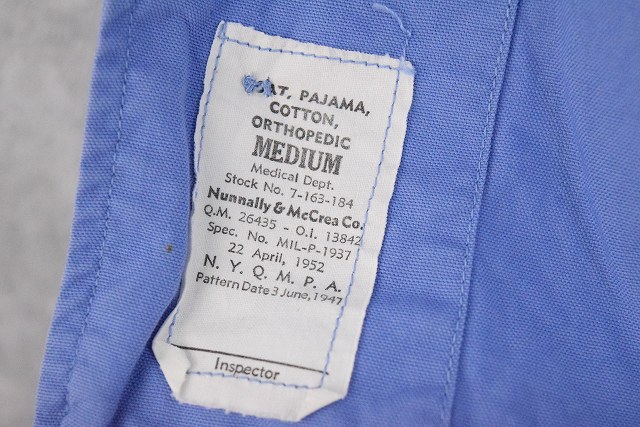 COAT, PAJAMA,
COTTON,
ORTHOPEDIC
MEDIUM
Medical Dept.
Stock No. 7-163-184
Nunnally & McCrea Co.
Q.M. 26435 - O.I. 13842
Spec. No. MIL-P-1937
22 April, 1952
N. Y. Q. M. P. A.
Pattern Date 3 June, 1947
Inspector